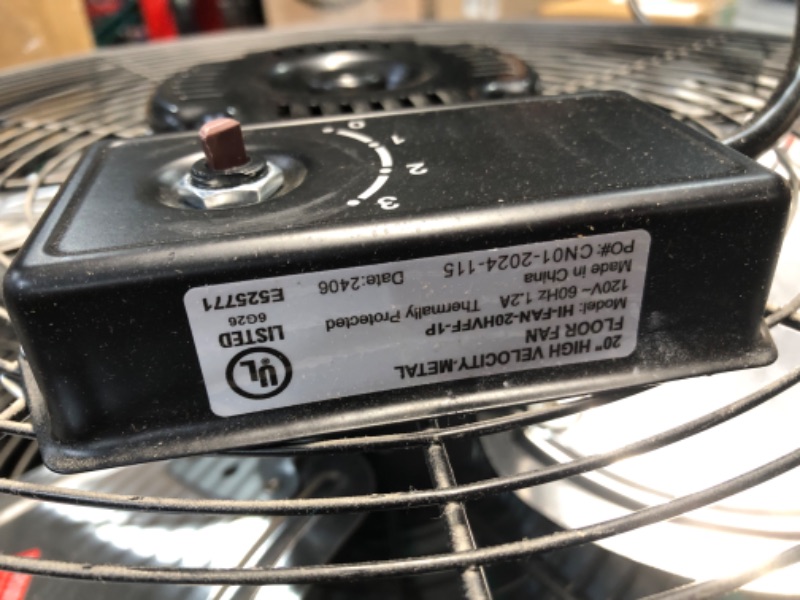 20" HIGH VELOCITY-METAL
FLOOR FAN
Model: HI-FAN-20HVFF-1P
120V~ 60Hz 1.2A Thermally Protected
Made in China Date:2406
PO#: CN01-2024-115
UL
LISTED
6G26
E525771
0
1
2
3